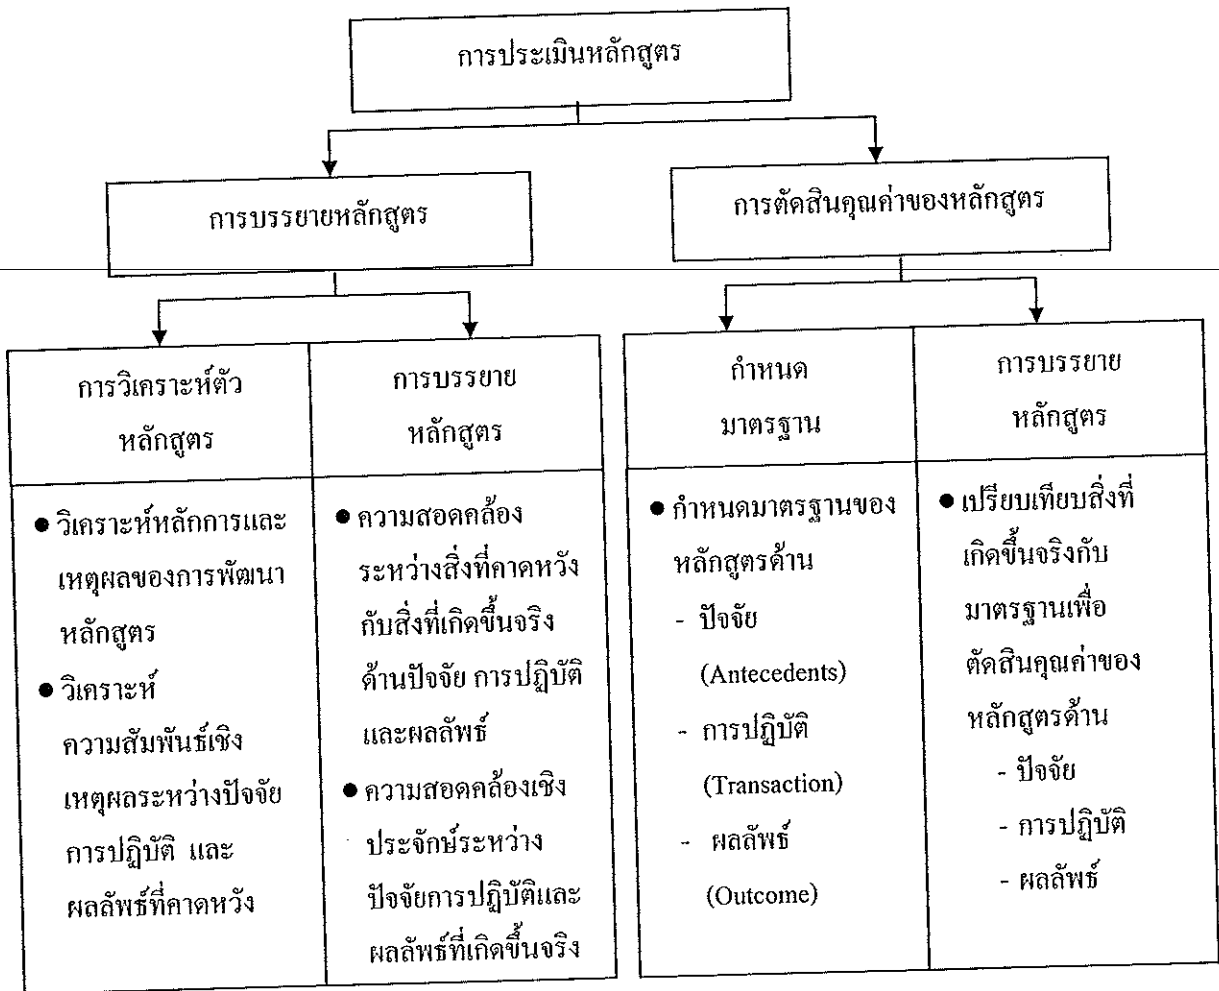 การประเมินหลักสูตร
การบรรยายหลักสูตร
การตัดสินคุณค่าของหลักสูตร
การวิเคราะห์ตัว
หลักสูตร
การบรรยาย
หลักสูตร
กำหนด
มาตรฐาน
การบรรยาย
หลักสูตร
● วิเคราะห์หลักการและ
เหตุผลของการพัฒนา
หลักสูตร
● วิเคราะห์
ความสัมพันธ์เชิง
เหตุผลระหว่างปัจจัย
การปฏิบัติ และ
ผลลัพธ์ที่คาดหวัง
● ความสอดคล้อง
ระหว่างสิ่งที่คาดหวัง
กับสิ่งที่เกิดขึ้นจริง
ด้านปัจจัย การปฏิบัติ
และผลลัพธ์
● ความสอดคล้องเชิง
ประจักษ์ระหว่าง
ปัจจัยการปฏิบัติและ
ผลลัพธ์ที่เกิดขึ้นจริง
● กำหนดมาตรฐานของ
หลักสูตรด้าน
- ปัจจัย
(Antecedents)
- การปฏิบัติ
(Transaction)
- ผลลัพธ์
(Outcome)
● เปรียบเทียบสิ่งที่
เกิดขึ้นจริงกับ
มาตรฐานเพื่อ
ตัดสินคุณค่าของ
หลักสูตรด้าน
- ปัจจัย
- การปฏิบัติ
- ผลลัพธ์